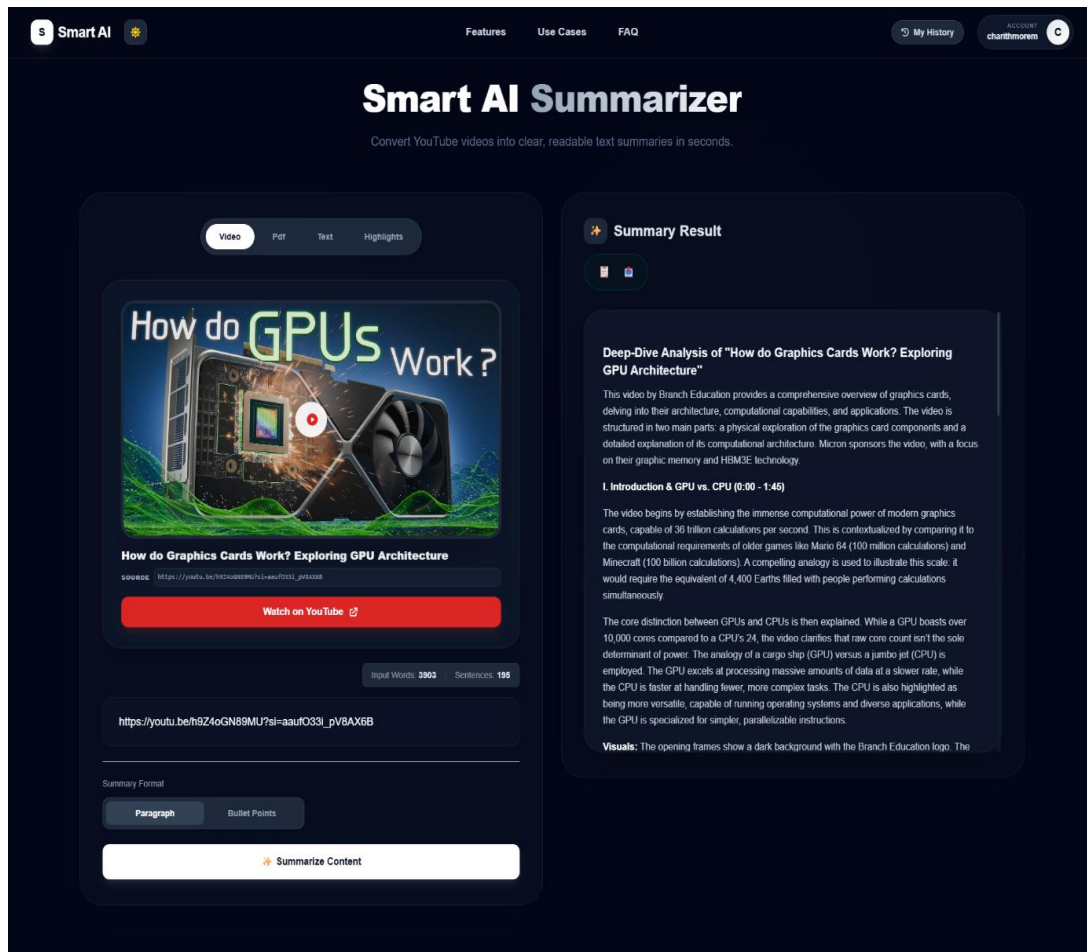 S Smart AI
Features Use Cases FAQ
My History
ACCOUNT
charithmorem C
Smart AI Summarizer
Convert YouTube videos into clear, readable text summaries in seconds.
Video Pdf Text Highlights
How do GPUs Work?
How do Graphics Cards Work? Exploring GPU Architecture
SOURCE
Watch on YouTube
Input Words: 3903 Sentences: 195
https://youtu.be/h9Z4oGN89MU?si=aaufO33i_pV8AX6B
Summary Format
Paragraph Bullet Points
Summarize Content
Summary Result
Deep-Dive Analysis of "How do Graphics Cards Work? Exploring
GPU Architecture"
This video by Branch Education provides a comprehensive overview of graphics cards,
delving into their architecture, computational capabilities, and applications. The video is
structured in two main parts: a physical exploration of the graphics card components and a
detailed explanation of its computational architecture. Micron sponsors the video, with a focus
on their graphic memory and HBM3E technology.
I. Introduction & GPU vs. CPU (0:00 - 1:45)
The video begins by establishing the immense computational power of modern graphics
cards, capable of 36 trillion calculations per second. This is contextualized by comparing it to
the computational requirements of older games like Mario 64 (100 million calculations) and
Minecraft (100 billion calculations). A compelling analogy is used to illustrate this scale: it
would require the equivalent of 4,400 Earths filled with people performing calculations
simultaneously.
The core distinction between GPUs and CPUs is then explained. While a GPU boasts over
10,000 cores compared to a CPU's 24, the video clarifies that raw core count isn't the sole
determinant of power. The analogy of a cargo ship (GPU) versus a jumbo jet (CPU) is
employed. The GPU excels at processing massive amounts of data at a slower rate, while
the CPU is faster at handling fewer, more complex tasks. The CPU is also highlighted as
being more versatile, capable of running operating systems and diverse applications, while
the GPU is specialized for simpler, parallelizable instructions.
Visuals: The opening frames show a dark background with the Branch Education logo. The